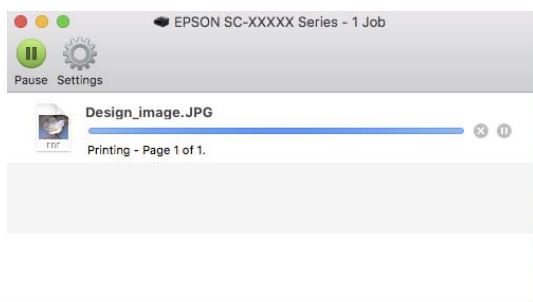 EPSON SC-XXXXX Series - 1 Job
Pause Settings
Design_image.JPG
Printing - Page 1 of 1.